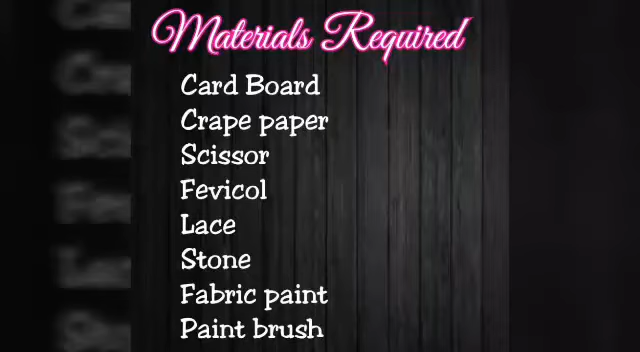 Materials Required
Card Board
Crape paper
Scissor
Fevicol
Lace
Stone
Fabric paint
Paint brush